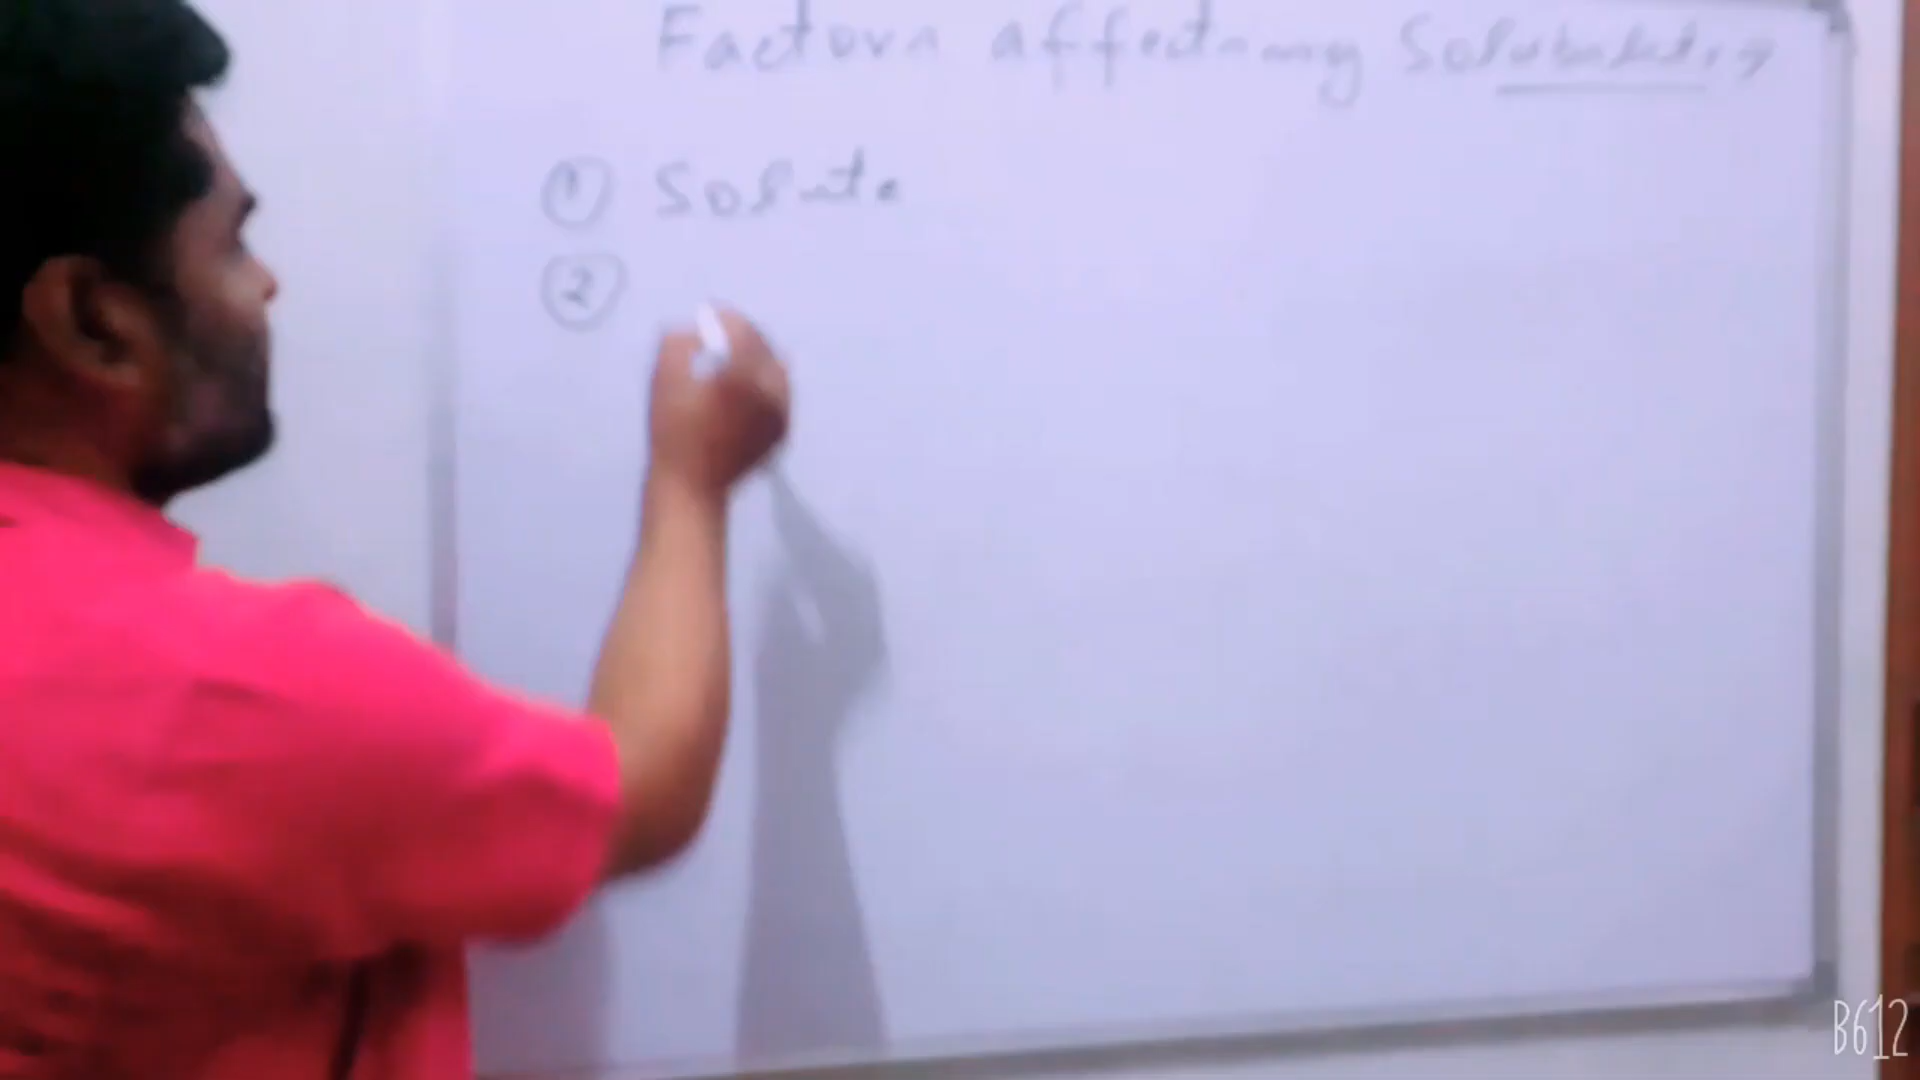 Factors affecting Solubility
① Solute
②
B612